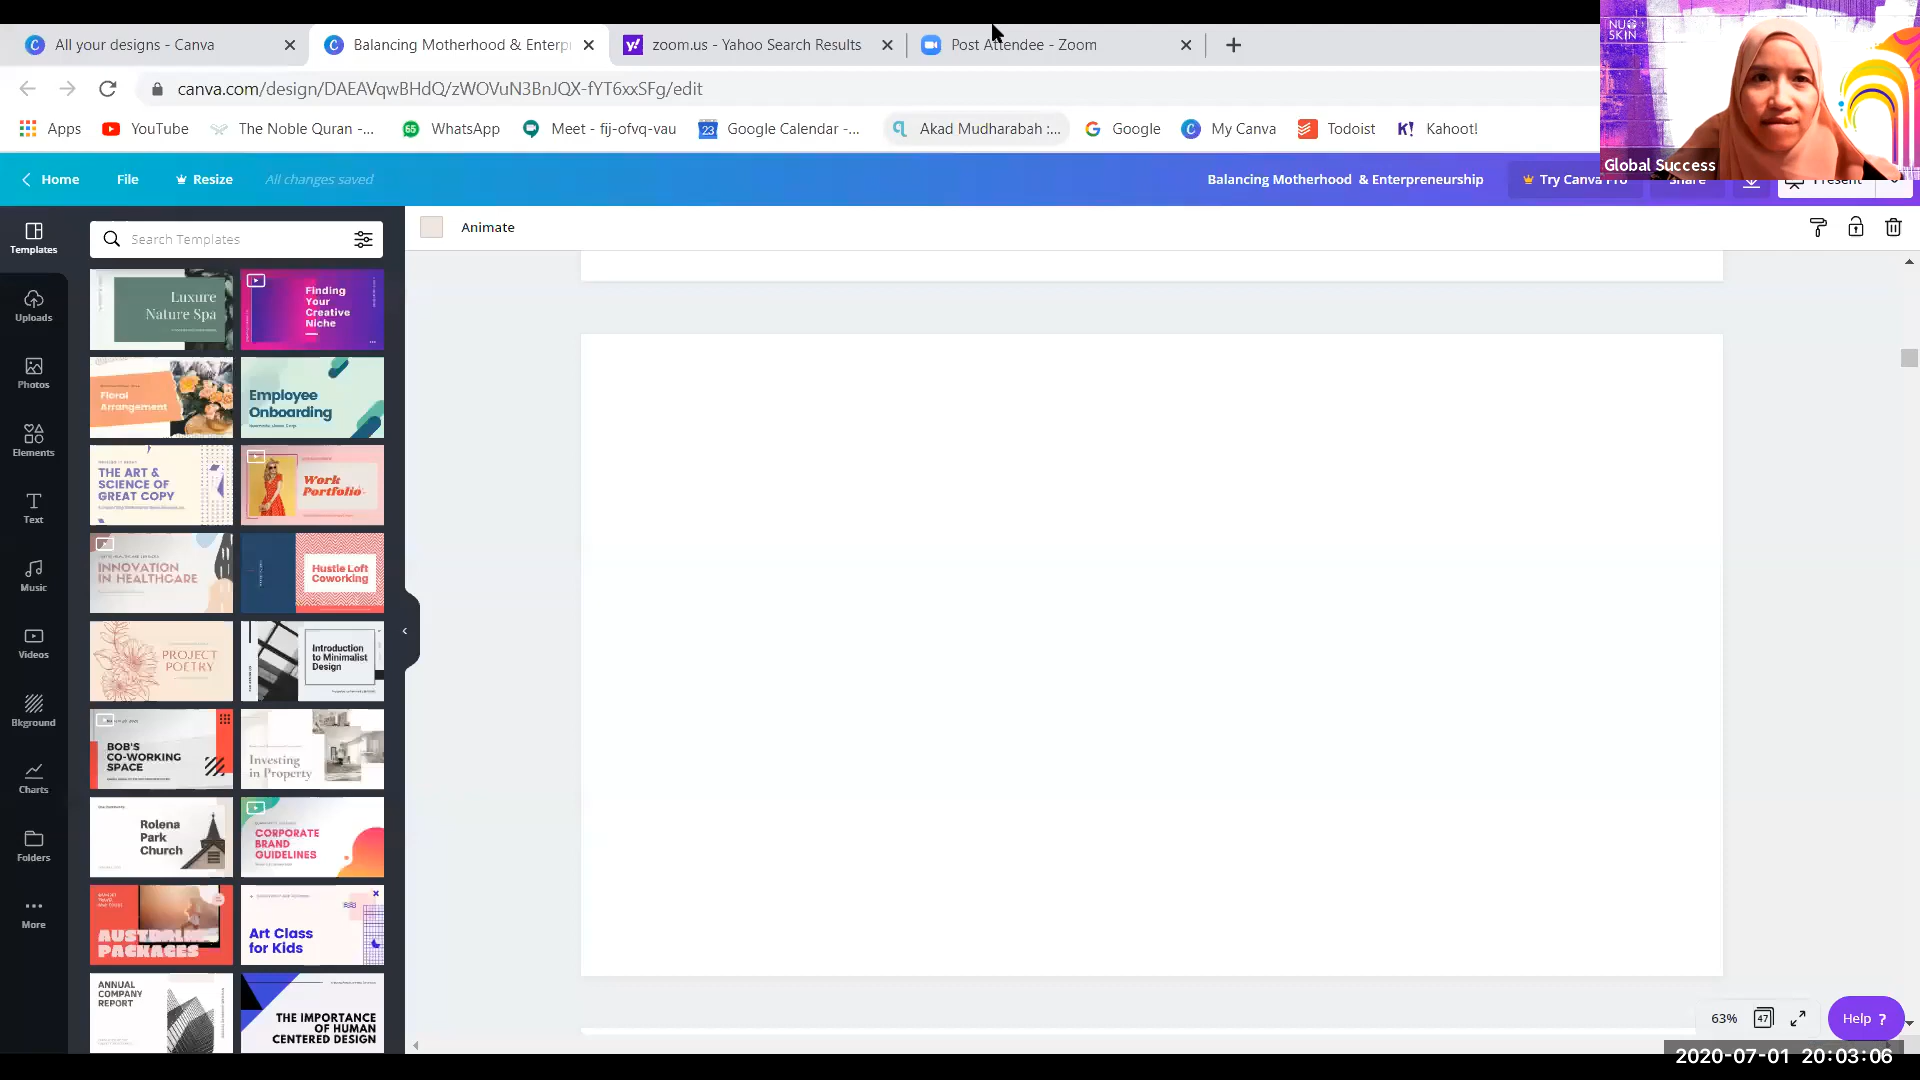 All your designs - Canva
Balancing Motherhood & Enterp
zoom.us - Yahoo Search Results
Post Attendee - Zoom
canva.com/design/DAEAVqwBHdQ/zWOVuN3BnJQX-fYT6xxSFg/edit
Apps
YouTube
The Noble Quran -...
WhatsApp
Meet - fij-ofvq-vau
23
Google Calendar -...
Akad Mudharabah :...
Google
My Canva
Todoist
K!
Kahoot!
NU SKIN
Global Success
Home
File
Resize
All changes saved
Balancing Motherhood & Enterpreneurship
Try Canva Pro
Share
Present
Templates
Search Templates
Animate
Uploads
Photos
Elements
Text
Music
Videos
Bkground
Charts
Folders
More
Luxure
Nature Spa
Finding
Your
Creative
Niche
Floral
Arrangement
Employee
Onboarding
THE ART &
SCIENCE OF
GREAT COPY
Work
Portfolio
INNOVATION
IN HEALTHCARE
Hustle Loft
Coworking
PROJECT
POETRY
Introduction
to Minimalist
Design
BOB'S
CO-WORKING
SPACE
Investing
in Property
Rolena
Park
Church
CORPORATE
BRAND
GUIDELINES
PACKAGES
Art Class
for Kids
ANNUAL
COMPANY
REPORT
THE IMPORTANCE
OF HUMAN
CENTERED DESIGN
63%
47
Help ?
2020-07-01 20:03:06